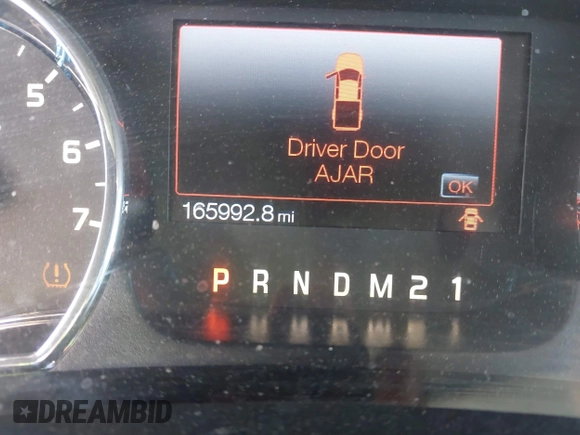 5
6
7
Driver Door
AJAR
OK
165992.8 mi
P R N D M 2 1
DREAMBID